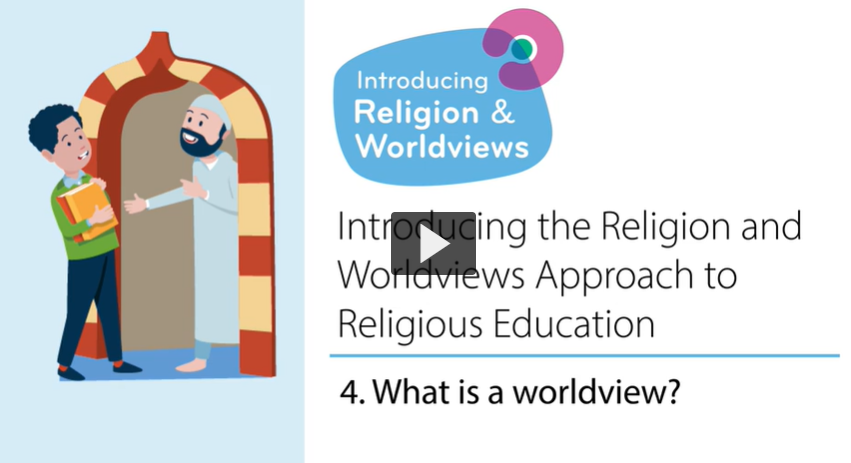 Introducing
Religion &
Worldviews
Introducing the Religion and
Worldviews Approach to
Religious Education
4. What is a worldview?